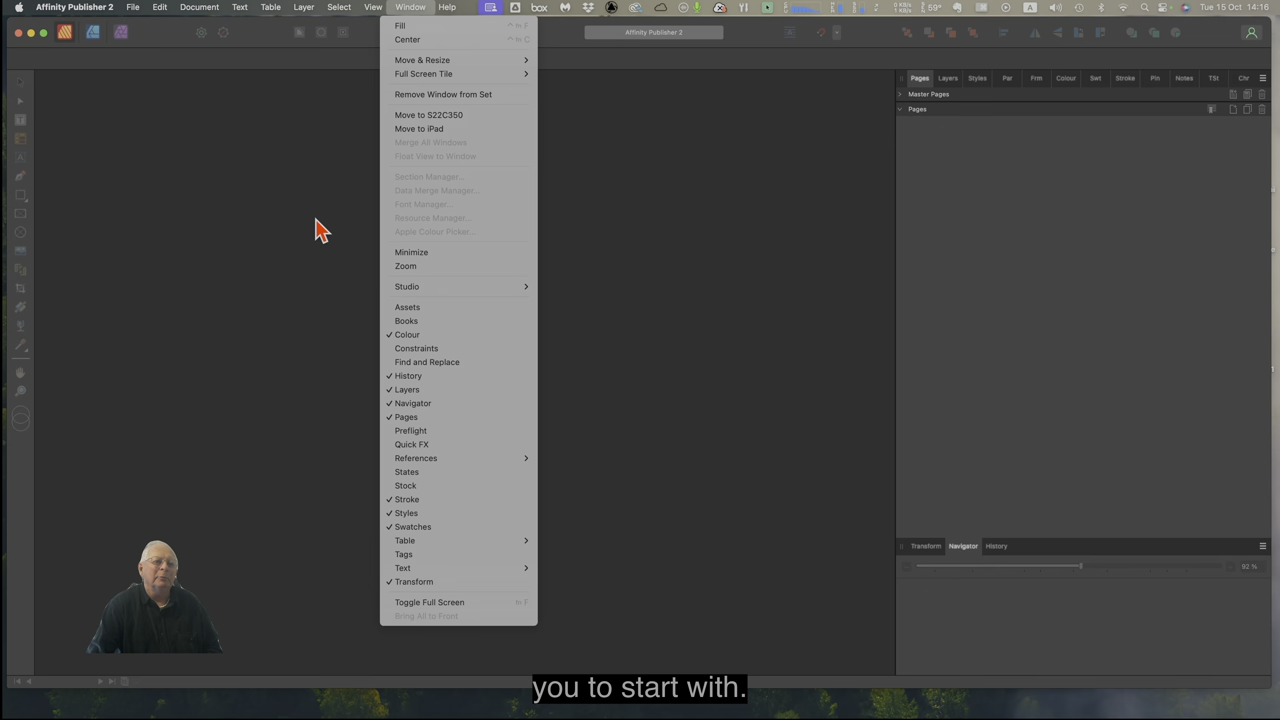 Affinity Publisher 2 File Edit Document Text Table Layer Select View Window Help box Tue 15 Oct 14:16
Affinity Publisher 2
Fill
Center
Move & Resize
Full Screen Tile
Remove Window from Set
Move to S22C350
Move to iPad
Merge All Windows
Float View to Window
Section Manager...
Data Merge Manager...
Font Manager...
Resource Manager...
Apple Colour Picker...
Minimize
Zoom
Studio
Assets
Books
Colour
Constraints
Find and Replace
History
Layers
Navigator
Pages
Preflight
Quick FX
References
States
Stock
Stroke
Styles
Swatches
Table
Tags
Text
Transform
Toggle Full Screen
Bring All to Front
Pages Layers Styles Par Frm Colour Swt Stroke Pin Notes TSt Chr
Master Pages
Pages
Transform Navigator History
92 %
you to start with.